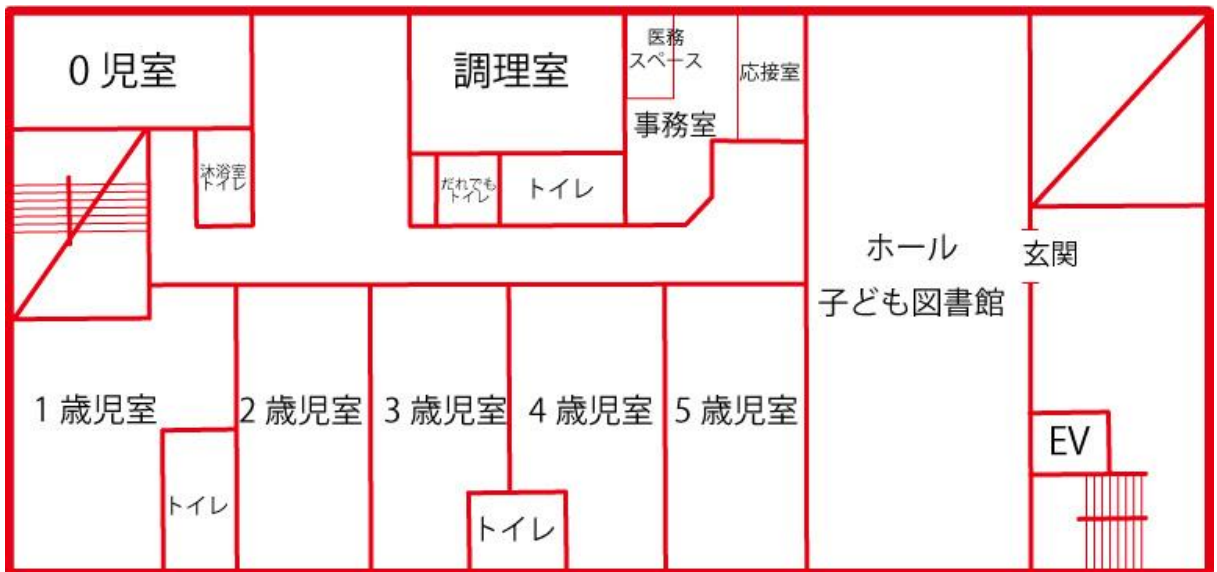 0 児室
調理室
医務
スペース
応接室
事務室
沐浴室
トイレ
だれでも
トイレ
トイレ
ホール
子ども図書館
玄関
1 歳児室
2 歳児室
3 歳児室
4 歳児室
5 歳児室
EV
トイレ
トイレ